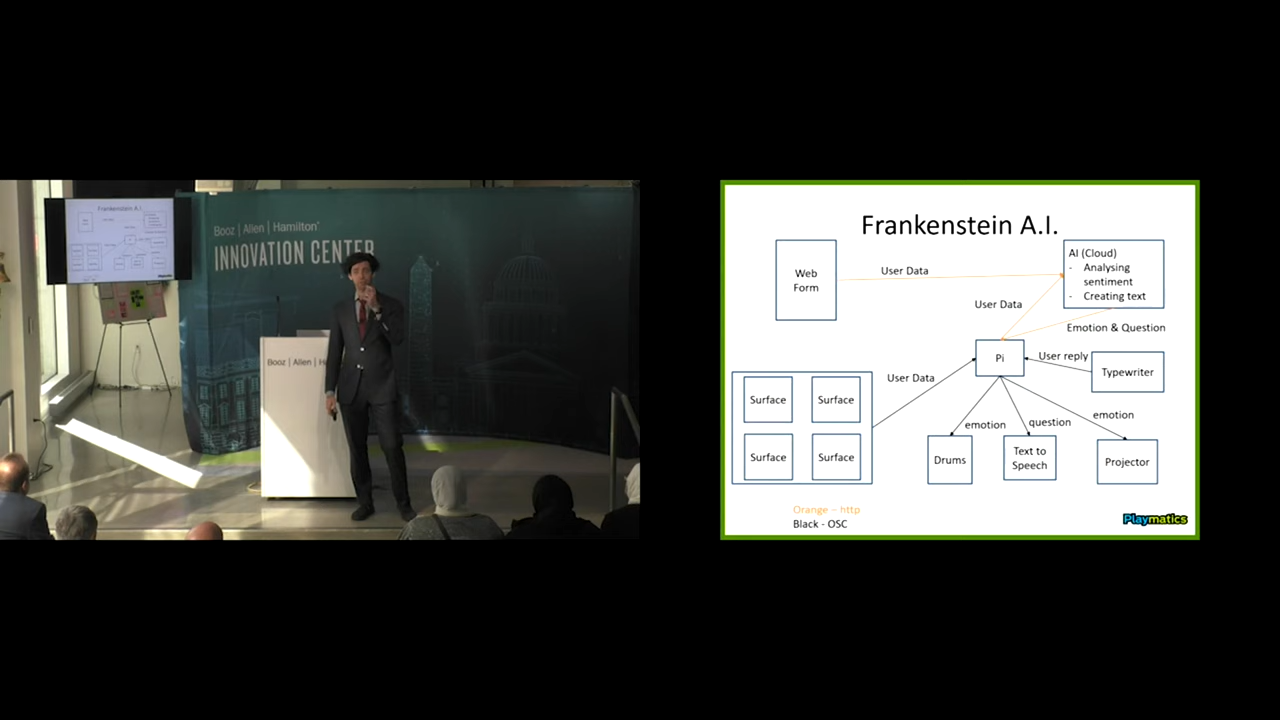 Frankenstein A.I.
Booz | Allen | Hamilton
INNOVATION CENTER
Booz | Allen | H
Frankenstein A.I.
Web
Form
User Data
AI (Cloud)
- Analysing
sentiment
- Creating text
User Data
Emotion & Question
Pi
User reply
Typewriter
User Data
Surface
Surface
Surface
Surface
emotion
question
emotion
Drums
Text to
Speech
Projector
Orange – http
Black - OSC
Playmatics